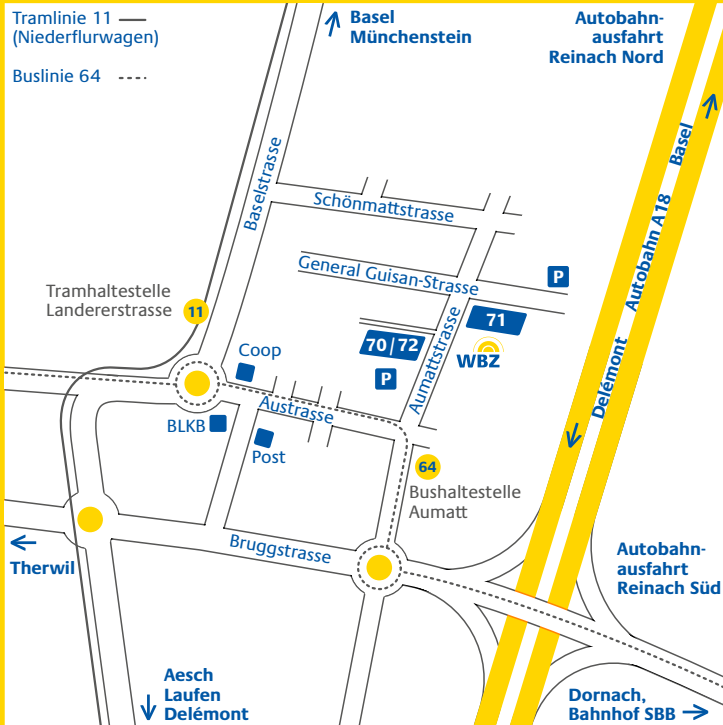 Tramlinie 11
(Niederflurwagen)
Buslinie 64
Basel
Münchenstein
Autobahn-
ausfahrt
Reinach Nord
Baselstrasse
Schönmattstrasse
General Guisan-Strasse
P
Tramhaltestelle
Landererstrasse
11
71
70 | 72
WBZ
P
Aumattstrasse
Coop
Austrasse
BLKB
Post
64
Bushaltestelle
Aumatt
Delémont Autobahn A18 Basel
Bruggstrasse
Therwil
Autobahn-
ausfahrt
Reinach Süd
Aesch
Laufen
Delémont
Dornach,
Bahnhof SBB